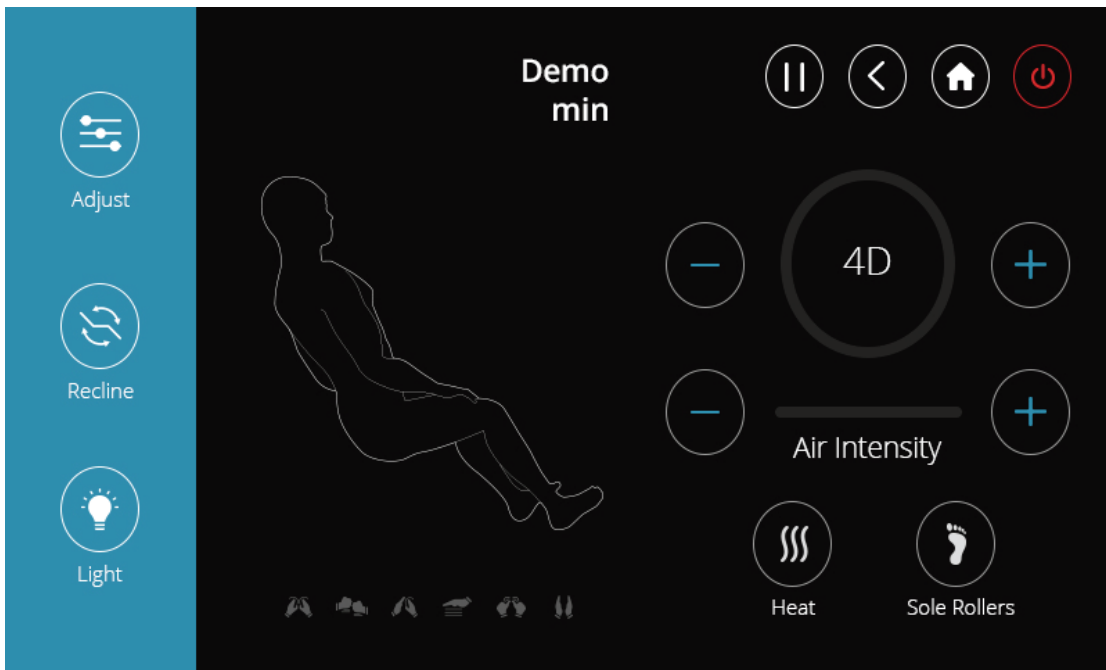 Demo
min
Adjust
4D
Recline
Air Intensity
Light
Heat
Sole Rollers